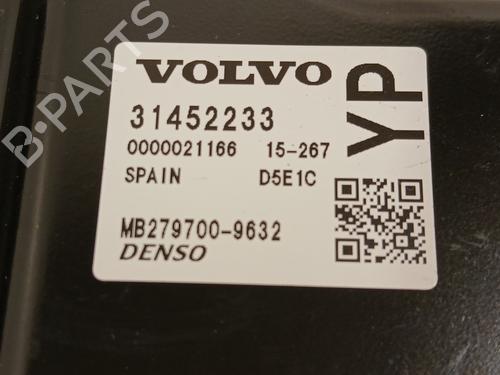 VOLVO
31452233
0000021166 15-267
SPAIN D5E1C
MB279700-9632
DENSO
YP
B-PARTS